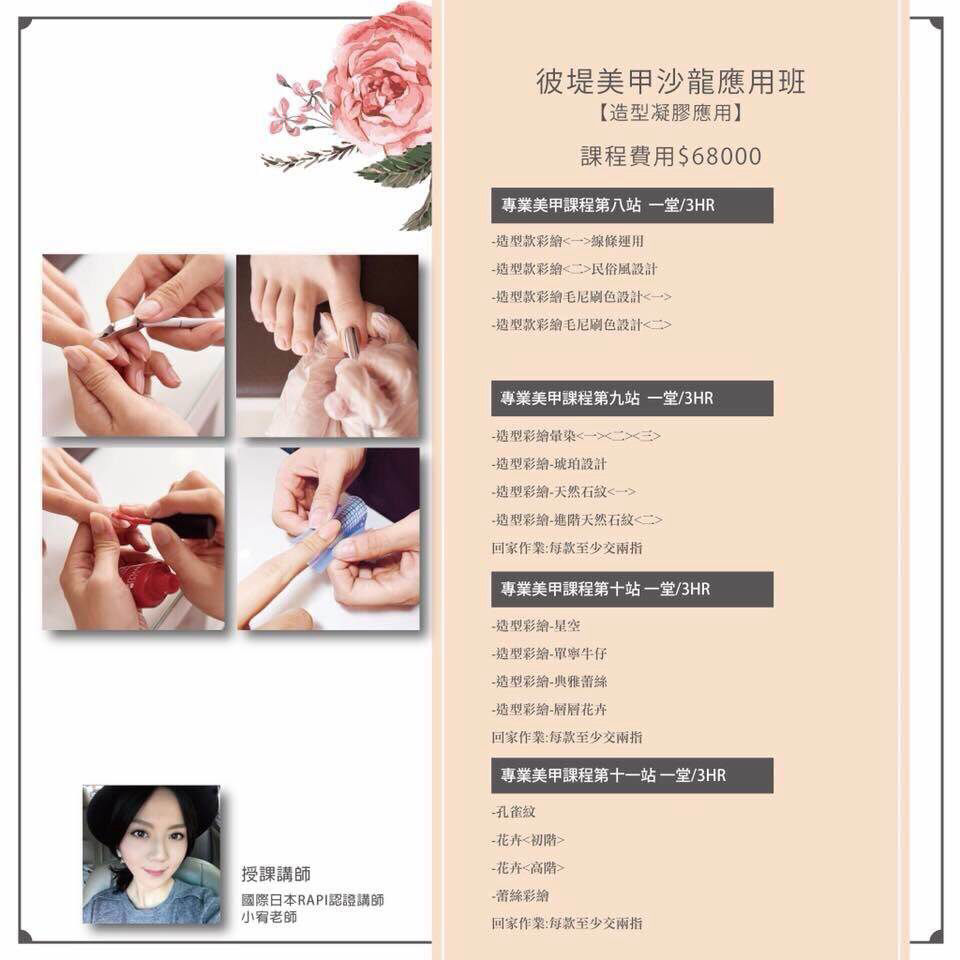 彼堤美甲沙龍應用班
【造型凝膠應用】
課程費用$68000
專業美甲課程第八站 一堂/3HR
-造型款彩繪<一>線條運用
-造型款彩繪<二>民俗風設計
-造型款彩繪毛尼刷色設計<一>
-造型款彩繪毛尼刷色設計<二>
專業美甲課程第九站 一堂/3HR
-造型彩繪暈染<一><二><三>
-造型彩繪-琥珀設計
-造型彩繪-天然石紋<一>
-造型彩繪-進階天然石紋<二>
回家作業:每款至少交兩指
專業美甲課程第十站 一堂/3HR
-造型彩繪-星空
-造型彩繪-單寧牛仔
-造型彩繪-典雅蕾絲
-造型彩繪-層層花卉
回家作業:每款至少交兩指
專業美甲課程第十一站 一堂/3HR
-孔雀紋
-花卉<初階>
-花卉<高階>
-蕾絲彩繪
回家作業:每款至少交兩指
授課講師
國際日本RAPI認證講師
小宥老師